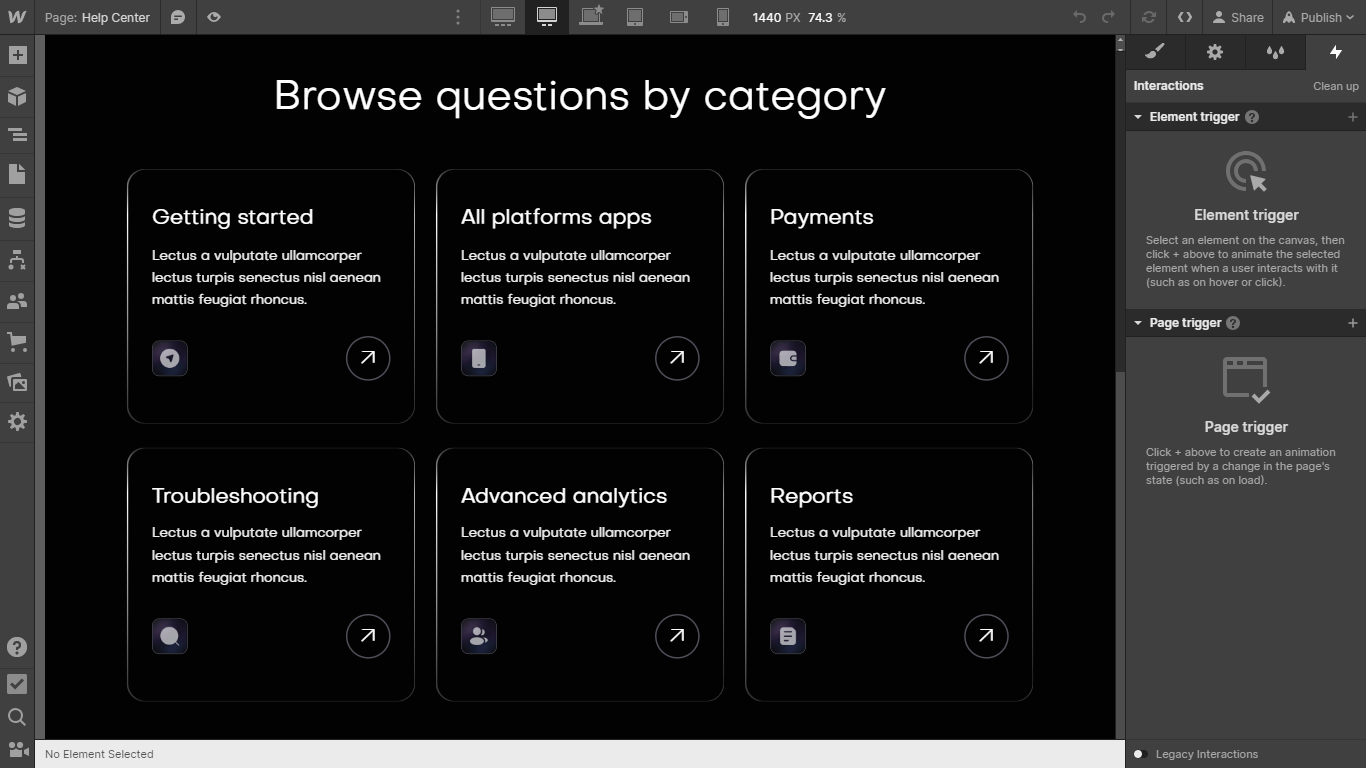 Page: Help Center
1440 PX 74.3 %
Share
Publish
Browse questions by category
Getting started
Lectus a vulputate ullamcorper
lectus turpis senectus nisl aenean
mattis feugiat rhoncus.
All platforms apps
Lectus a vulputate ullamcorper
lectus turpis senectus nisl aenean
mattis feugiat rhoncus.
Payments
Lectus a vulputate ullamcorper
lectus turpis senectus nisl aenean
mattis feugiat rhoncus.
Troubleshooting
Lectus a vulputate ullamcorper
lectus turpis senectus nisl aenean
mattis feugiat rhoncus.
Advanced analytics
Lectus a vulputate ullamcorper
lectus turpis senectus nisl aenean
mattis feugiat rhoncus.
Reports
Lectus a vulputate ullamcorper
lectus turpis senectus nisl aenean
mattis feugiat rhoncus.
Interactions
Clean up
Element trigger
Element trigger
Select an element on the canvas, then
click + above to animate the selected
element when a user interacts with it
(such as on hover or click).
Page trigger
Page trigger
Click + above to create an animation
triggered by a change in the page's
state (such as on load).
No Element Selected
Legacy Interactions